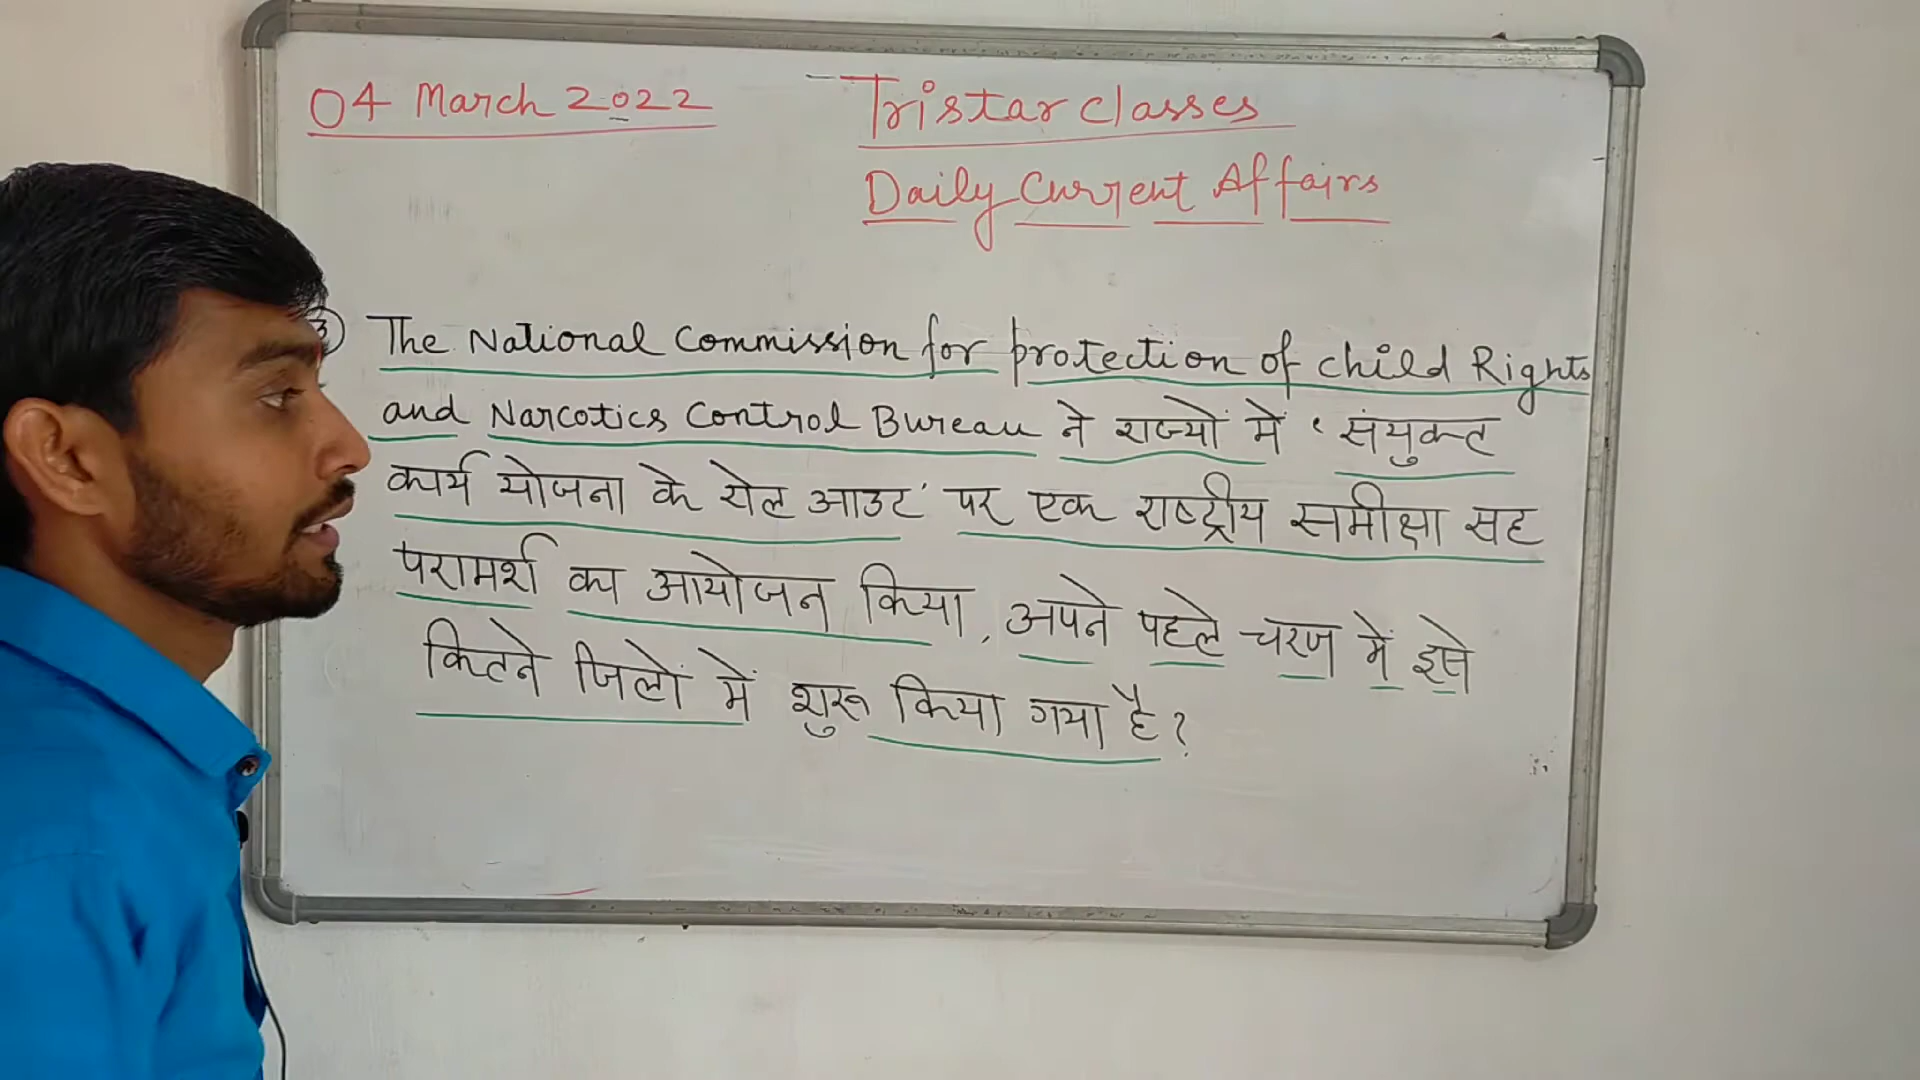 04 March 2022
Tristar classes
Daily Current Affairs
3) The National Commission for protection of child Rights
and Narcotics Control Bureau ने राज्यों में ‘संयुक्त
कार्य योजना के रोल आउट’ पर एक राष्ट्रीय समीक्षा सह
परामर्श का आयोजन किया, अपने पहले चरण में इसे
कितने जिलों में शुरू किया गया है?